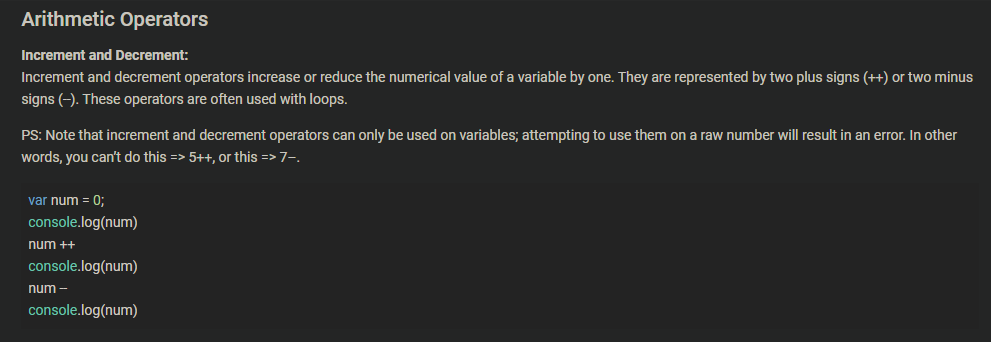 Arithmetic Operators
Increment and Decrement:
Increment and decrement operators increase or reduce the numerical value of a variable by one. They are represented by two plus signs (++) or two minus
signs (–). These operators are often used with loops.
PS: Note that increment and decrement operators can only be used on variables; attempting to use them on a raw number will result in an error. In other
words, you can’t do this => 5++, or this => 7–.
var num = 0;
console.log(num)
num ++
console.log(num)
num –
console.log(num)